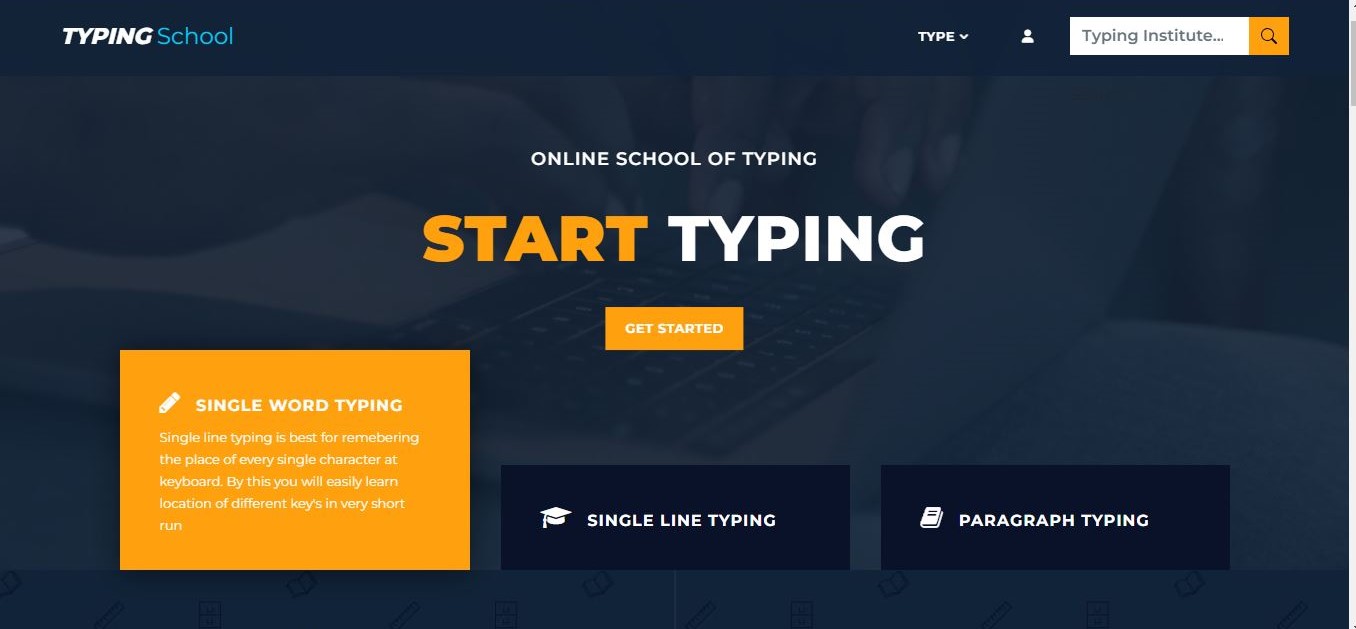 TYPING School
TYPE
Typing Institute...
ONLINE SCHOOL OF TYPING
START TYPING
GET STARTED
SINGLE WORD TYPING
Single line typing is best for remebering
the place of every single character at
keyboard. By this you will easily learn
location of different key's in very short
run
SINGLE LINE TYPING
PARAGRAPH TYPING